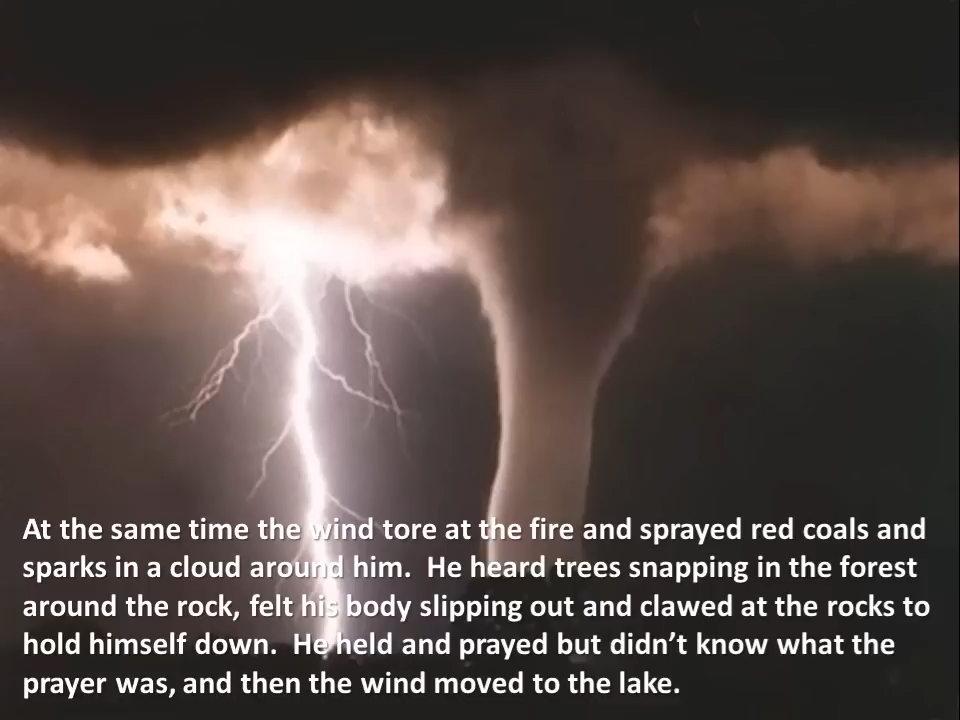 At the same time the wind tore at the fire and sprayed red coals and
sparks in a cloud around him.  He heard trees snapping in the forest
around the rock, felt his body slipping out and clawed at the rocks to
hold himself down.  He held and prayed but didn’t know what the
prayer was, and then the wind moved to the lake.